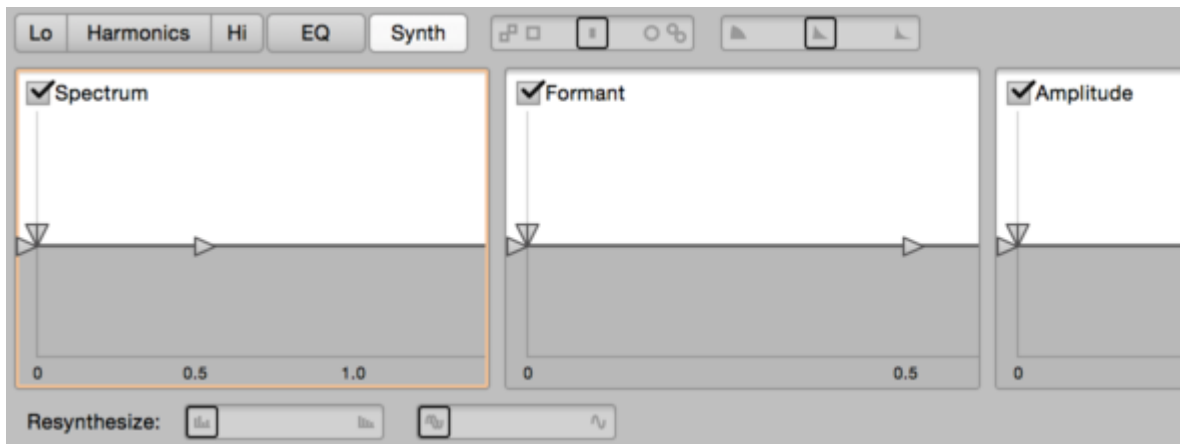 Lo Harmonics Hi EQ Synth
Spectrum Formant Amplitude
0 0.5 1.0 0 0.5 0
Resynthesize: